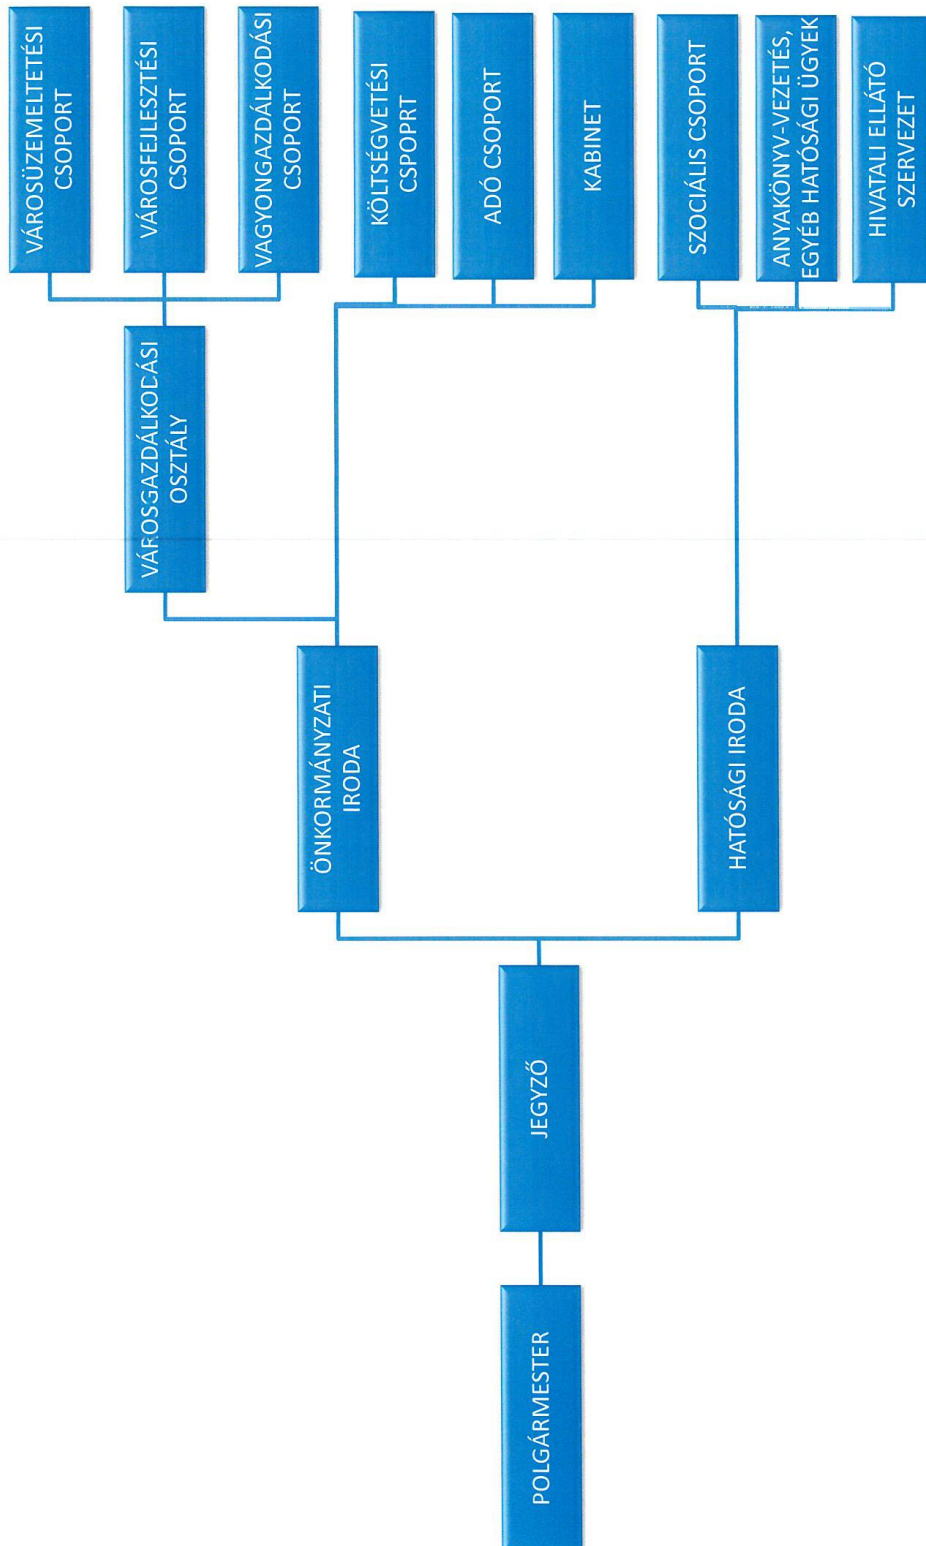 POLGÁRMESTER
JEGYZŐ
ÖNKORMÁNYZATI
IRODA
HATÓSÁGI IRODA
VÁROSGAZDÁLKODÁSI
OSZTÁLY
VÁROSÜZEMELTETÉSI
CSOPORT
VÁROSFEJLESZTÉSI
CSOPORT
VAGYONGAZDÁLKODÁSI
CSOPORT
KÖLTSÉGVETÉSI
CSPOPRT
ADÓ CSOPORT
KABINET
SZOCIÁLIS CSOPORT
ANYAKÖNYV-VEZETÉS,
EGYÉB HATÓSÁGI ÜGYEK
HIVATALI ELLÁTÓ
SZERVEZET